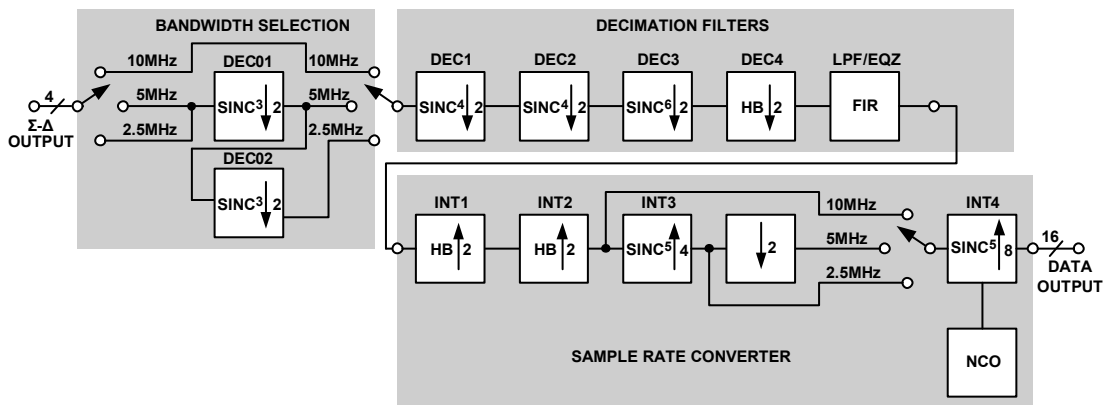 BANDWIDTH SELECTION
10MHz
DEC01
10MHz
4
5MHz
SINC3 2
5MHz
Σ-Δ
OUTPUT
2.5MHz
2.5MHz
DEC02
SINC3 2
DECIMATION FILTERS
DEC1
DEC2
DEC3
DEC4
LPF/EQZ
SINC4 2
SINC4 2
SINC6 2
HB 2
FIR
INT1
INT2
INT3
10MHz
INT4
HB 2
HB 2
SINC5 4
2
5MHz
SINC5 8
16
DATA
OUTPUT
2.5MHz
SAMPLE RATE CONVERTER
NCO